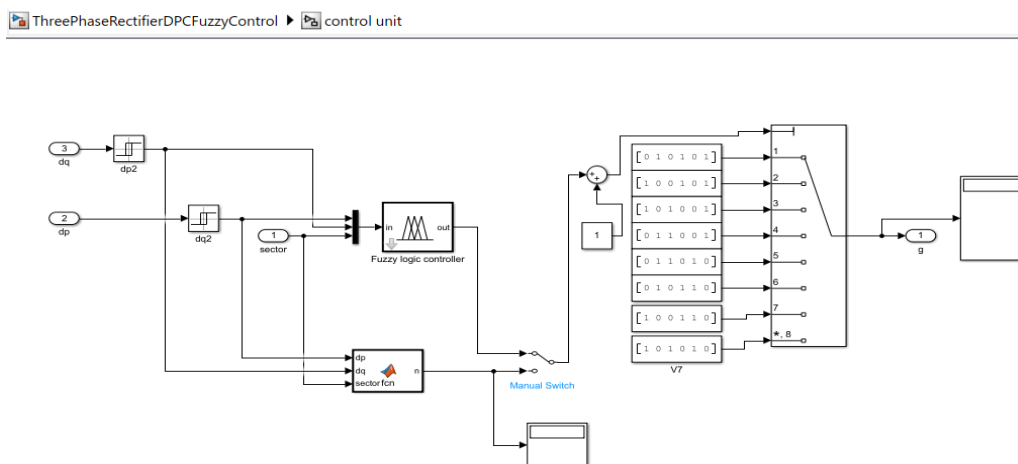 ThreePhaseRectifierDPCFuzzyControl control unit
3
dq
dp2
2
dp
dq2
1
sector
in
out
Fuzzy logic controller
dp
dq
sector fcn
n
Manual Switch
1
+
+
[0 1 0 1 0 1]
[1 0 0 1 0 1]
[1 0 1 0 0 1]
[0 1 1 0 0 1]
[0 1 1 0 1 0]
[0 1 0 1 1 0]
[1 0 0 1 1 0]
[1 0 1 0 1 0]
V7
1
2
3
4
5
6
7
*, 8
1
g